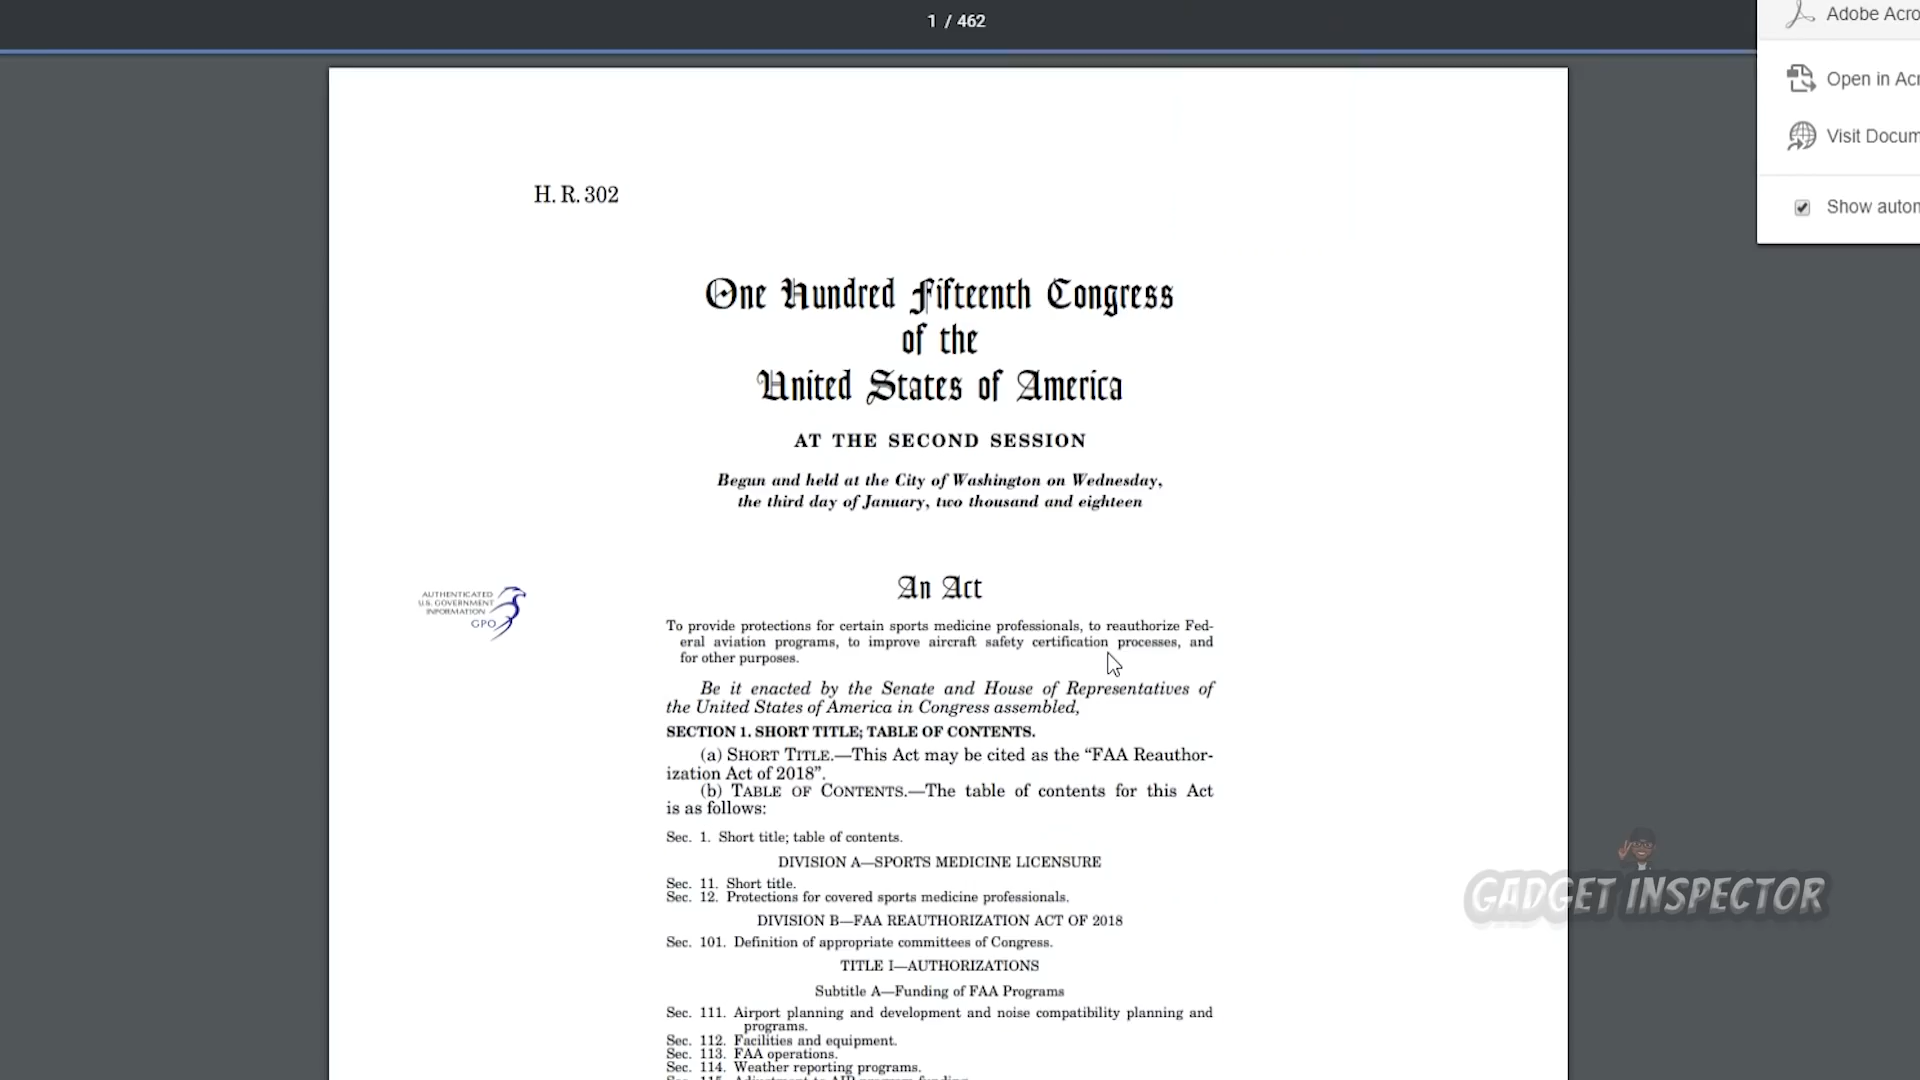 1 / 462
Adobe Acro
Open in Acr
Visit Docum
Show auton
H. R. 302
One Hundred Fifteenth Congress
of the
United States of America
AT THE SECOND SESSION
Begun and held at the City of Washington on Wednesday,
the third day of January, two thousand and eighteen
An Act
AUTHENTICATED
U.S. GOVERNMENT
INFORMATION
GPO
To provide protections for certain sports medicine professionals, to reauthorize Fed-
eral aviation programs, to improve aircraft safety certification processes, and
for other purposes.
Be it enacted by the Senate and House of Representatives of
the United States of America in Congress assembled,
SECTION 1. SHORT TITLE; TABLE OF CONTENTS.
(a) SHORT TITLE.—This Act may be cited as the “FAA Reauthor-
ization Act of 2018”.
(b) TABLE OF CONTENTS.—The table of contents for this Act
is as follows:
Sec. 1. Short title; table of contents.
DIVISION A—SPORTS MEDICINE LICENSURE
Sec. 11. Short title.
Sec. 12. Protections for covered sports medicine professionals.
DIVISION B—FAA REAUTHORIZATION ACT OF 2018
Sec. 101. Definition of appropriate committees of Congress.
TITLE I—AUTHORIZATIONS
Subtitle A—Funding of FAA Programs
Sec. 111. Airport planning and development and noise compatibility planning and
programs.
Sec. 112. Facilities and equipment.
Sec. 113. FAA operations.
Sec. 114. Weather reporting programs.
GADGET INSPECTOR